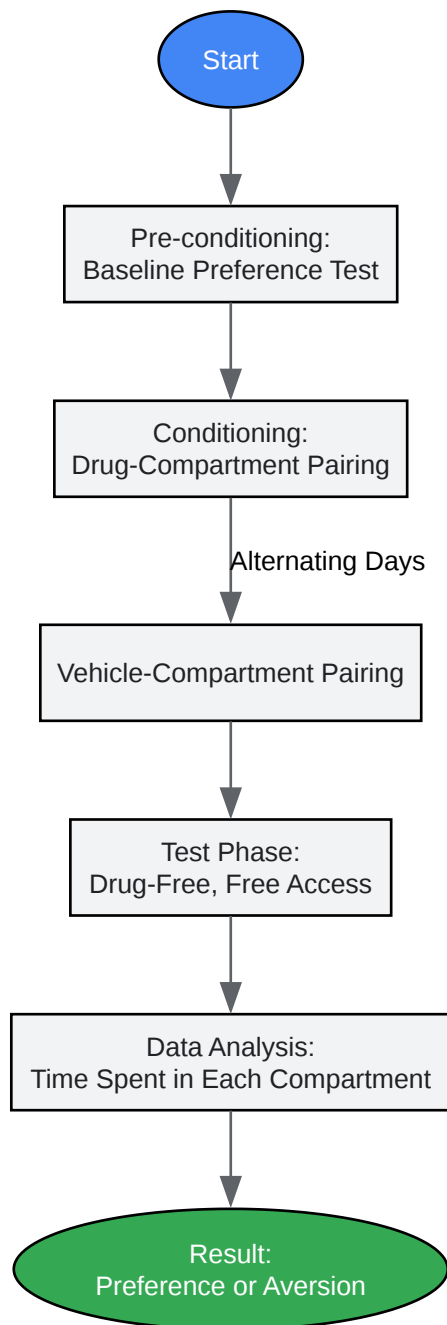 Start
Pre-conditioning:
Baseline Preference Test
Conditioning:
Drug-Compartment Pairing
Alternating Days
Vehicle-Compartment Pairing
Test Phase:
Drug-Free, Free Access
Data Analysis:
Time Spent in Each Compartment
Result:
Preference or Aversion